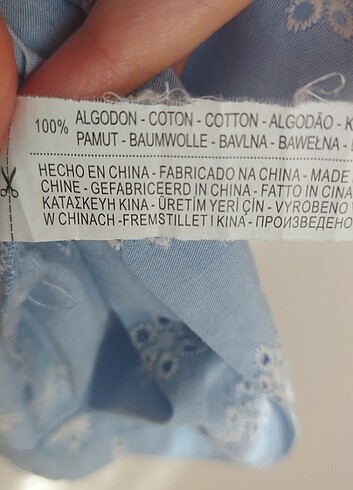 100% ALGODON - COTON - COTTON - ALGODÃO -
PAMUT - BAUMWOLLE - BAVLNA - BAWEŁNA -
HECHO EN CHINA - FABRICADO NA CHINA - MADE
CHINE - GEFABRICEERD IN CHINA - FATTO IN CINA
ΚΑΤΑΣΚΕΥΗ ΚΙΝΑ - ÜRETİM YERİ ÇİN - VYROBENO
W CHINACH - FREMSTILLET I KINA - ПРОИЗВЕДЕНО